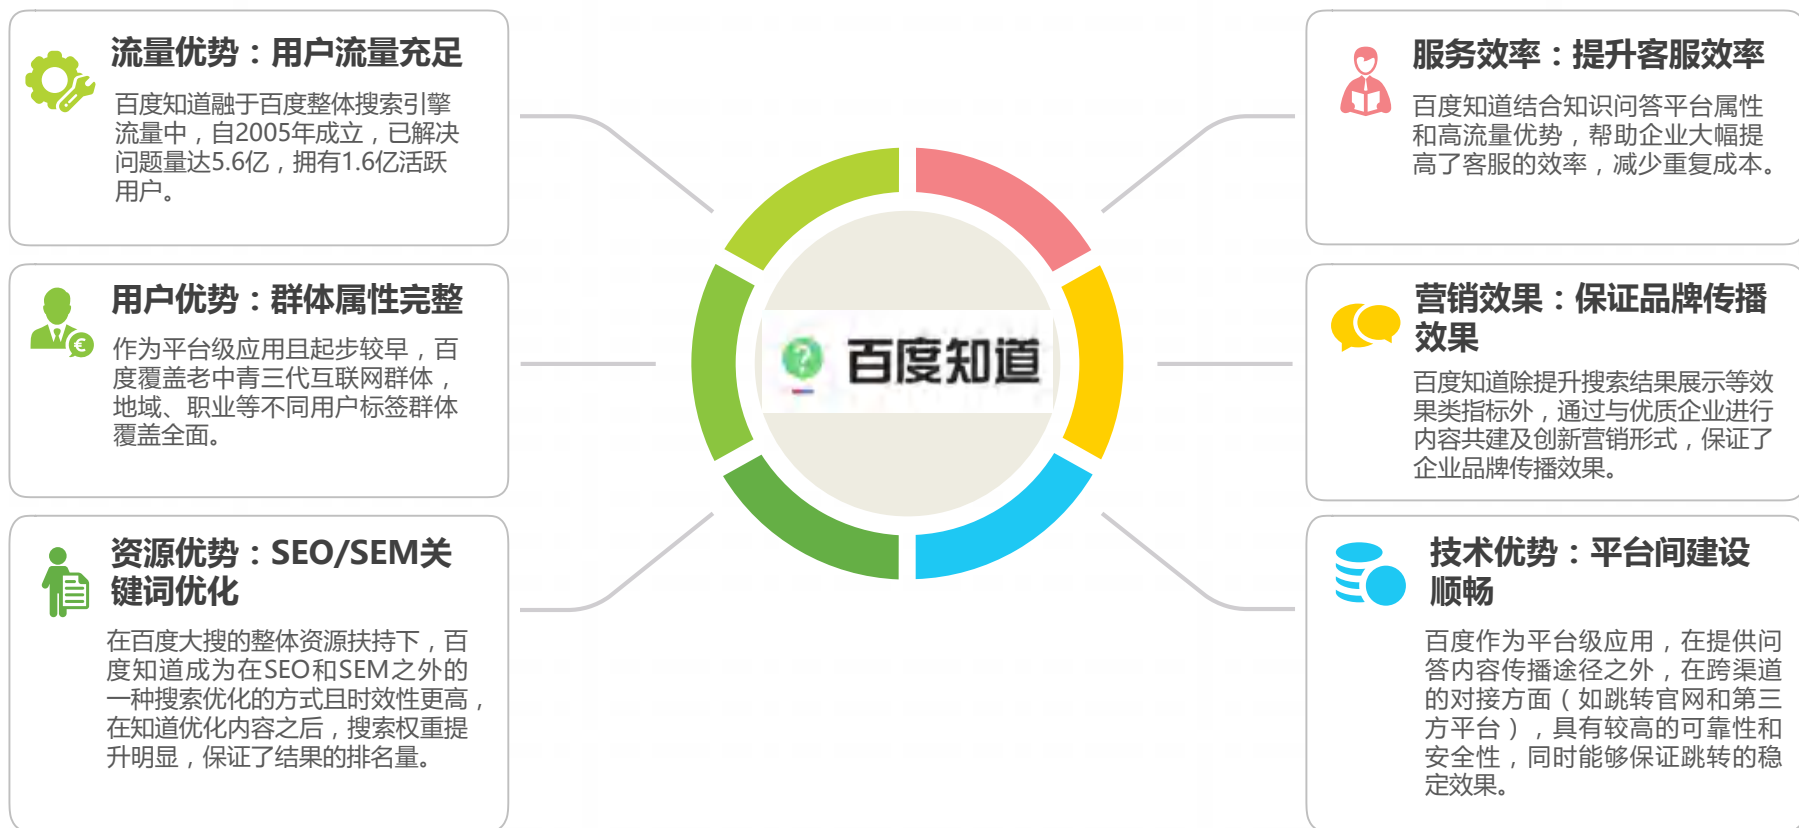 流量优势：用户流量充足
百度知道融于百度整体搜索引擎
流量中，自2005年成立，已解决
问题量达5.6亿，拥有1.6亿活跃
用户。
用户优势：群体属性完整
作为平台级应用且起步较早，百
度覆盖老中青三代互联网群体，
地域、职业等不同用户标签群体
覆盖全面。
资源优势：SEO/SEM关
键词优化
在百度大搜的整体资源扶持下，百
度知道成为在SEO和SEM之外的
一种搜索优化的方式且时效性更高，
在知道优化内容之后，搜索权重提
升明显，保证了结果的排名量。
百度知道
服务效率：提升客服效率
百度知道结合知识问答平台属性
和高流量优势，帮助企业大幅提
高了客服的效率，减少重复成本。
营销效果：保证品牌传播
效果
百度知道除提升搜索结果展示等效
果类指标外，通过与优质企业进行
内容共建及创新营销形式，保证了
企业品牌传播效果。
技术优势：平台间建设
顺畅
百度作为平台级应用，在提供问
答内容传播途径之外，在跨渠道
的对接方面（如跳转官网和第三
方平台），具有较高的可靠性和
安全性，同时能够保证跳转的稳
定效果。